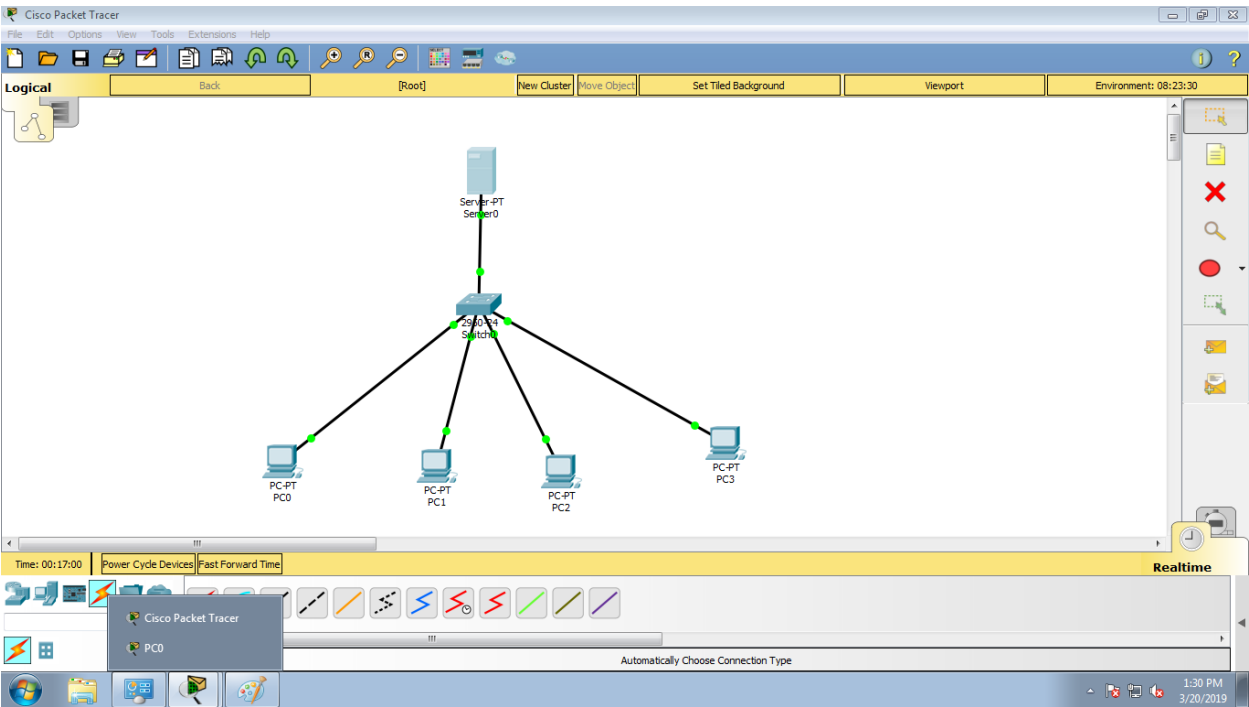 Cisco Packet Tracer
File Edit Options View Tools Extensions Help
Logical
Back
[Root]
New Cluster
Move Object
Set Tiled Background
Viewport
Environment: 08:23:30
Server-PT
Server0
2960-24
Switch0
PC-PT
PC0
PC-PT
PC1
PC-PT
PC2
PC-PT
PC3
Time: 00:17:00
Power Cycle Devices
Fast Forward Time
Realtime
Cisco Packet Tracer
PC0
Automatically Choose Connection Type
1:30 PM
3/20/2019